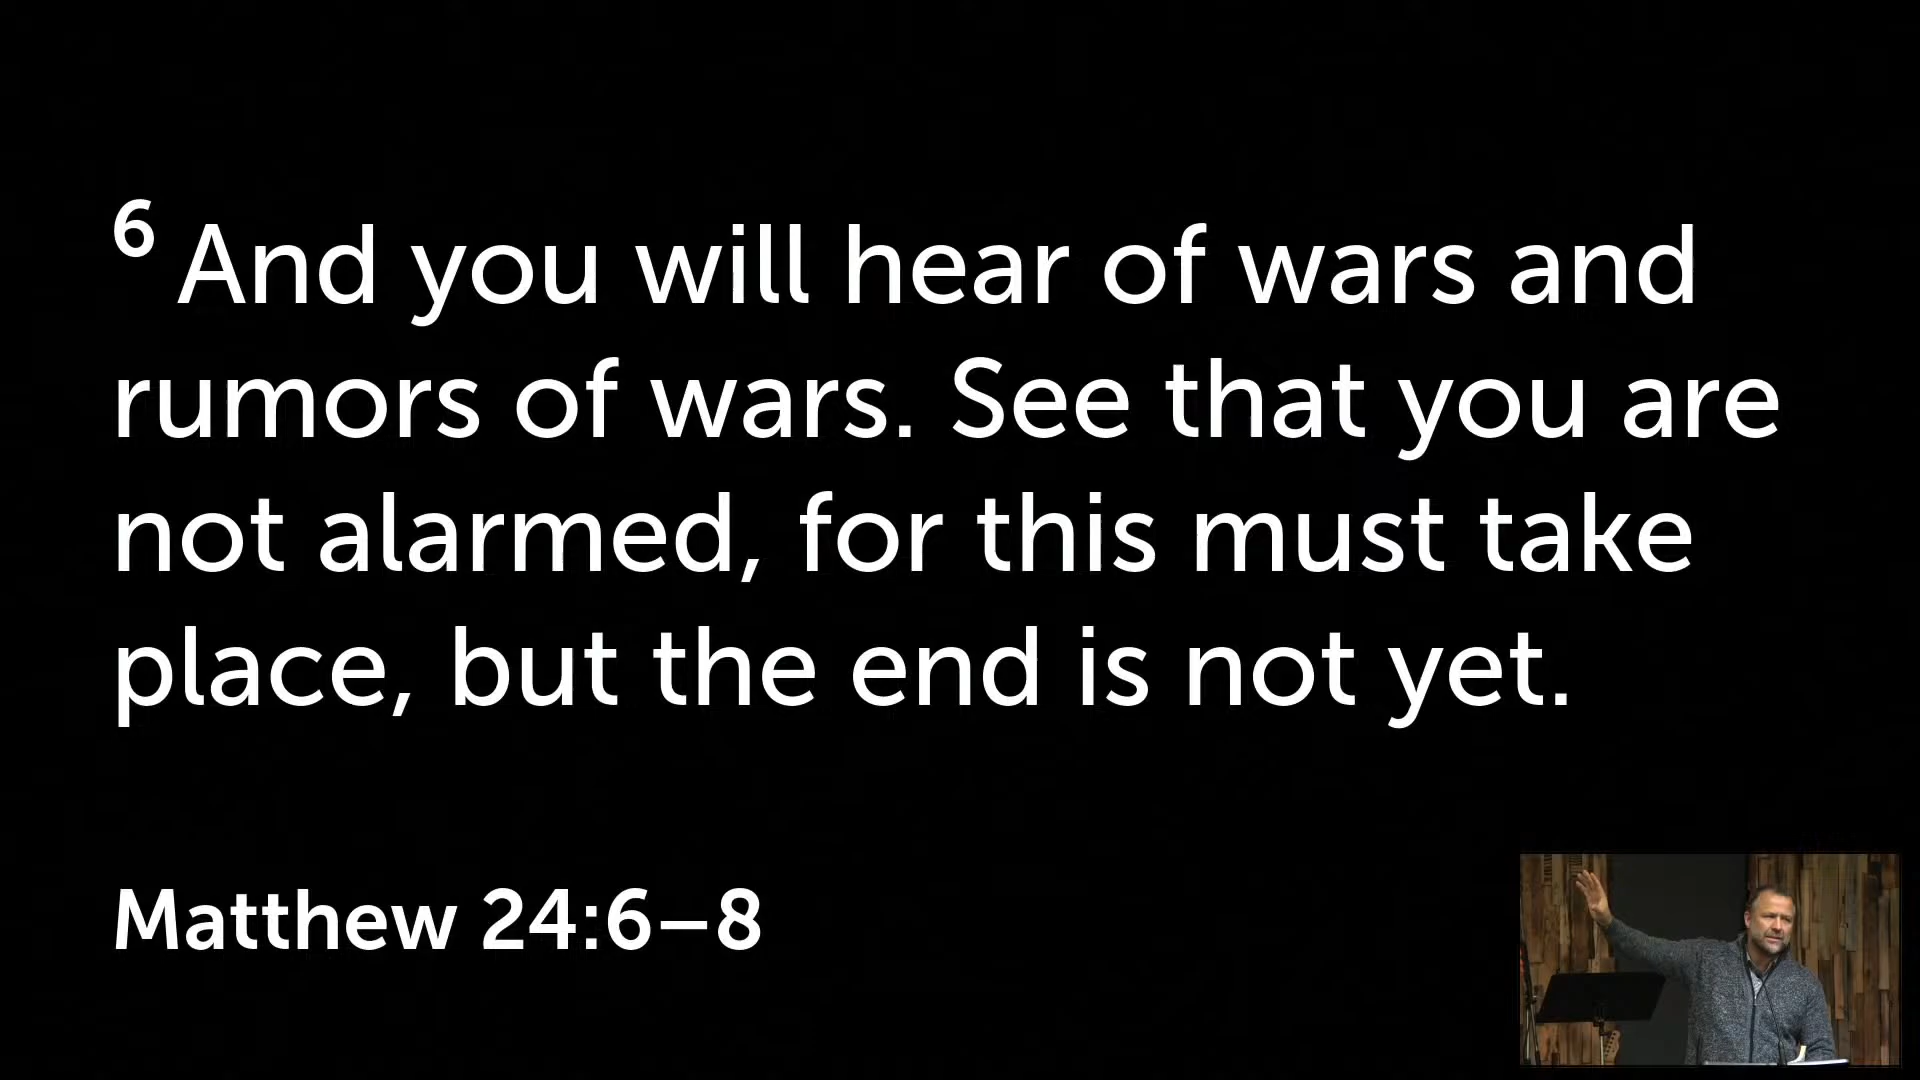 6 And you will hear of wars and
rumors of wars. See that you are
not alarmed, for this must take
place, but the end is not yet.
Matthew 24:6–8